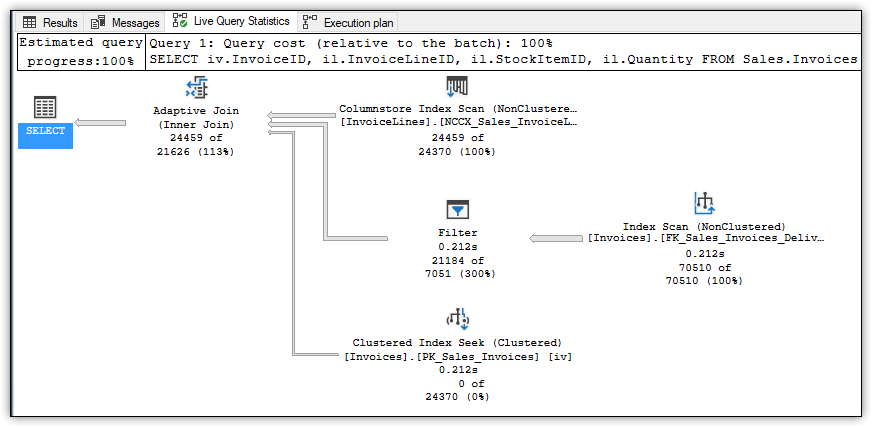 Results Messages Live Query Statistics Execution plan
Estimated query progress:100%
Query 1: Query cost (relative to the batch): 100%
SELECT iv.InvoiceID, il.InvoiceLineID, il.StockItemID, il.Quantity FROM Sales.Invoices
SELECT
Adaptive Join
(Inner Join)
24459 of
21626 (113%)
Columnstore Index Scan (NonClustere…
[InvoiceLines].[NCCX_Sales_InvoiceL…
24459 of
24370 (100%)
Filter
0.212s
21184 of
7051 (300%)
Index Scan (NonClustered)
[Invoices].[FK_Sales_Invoices_Deliv…
0.212s
70510 of
70510 (100%)
Clustered Index Seek (Clustered)
[Invoices].[PK_Sales_Invoices] [iv]
0.212s
0 of
24370 (0%)